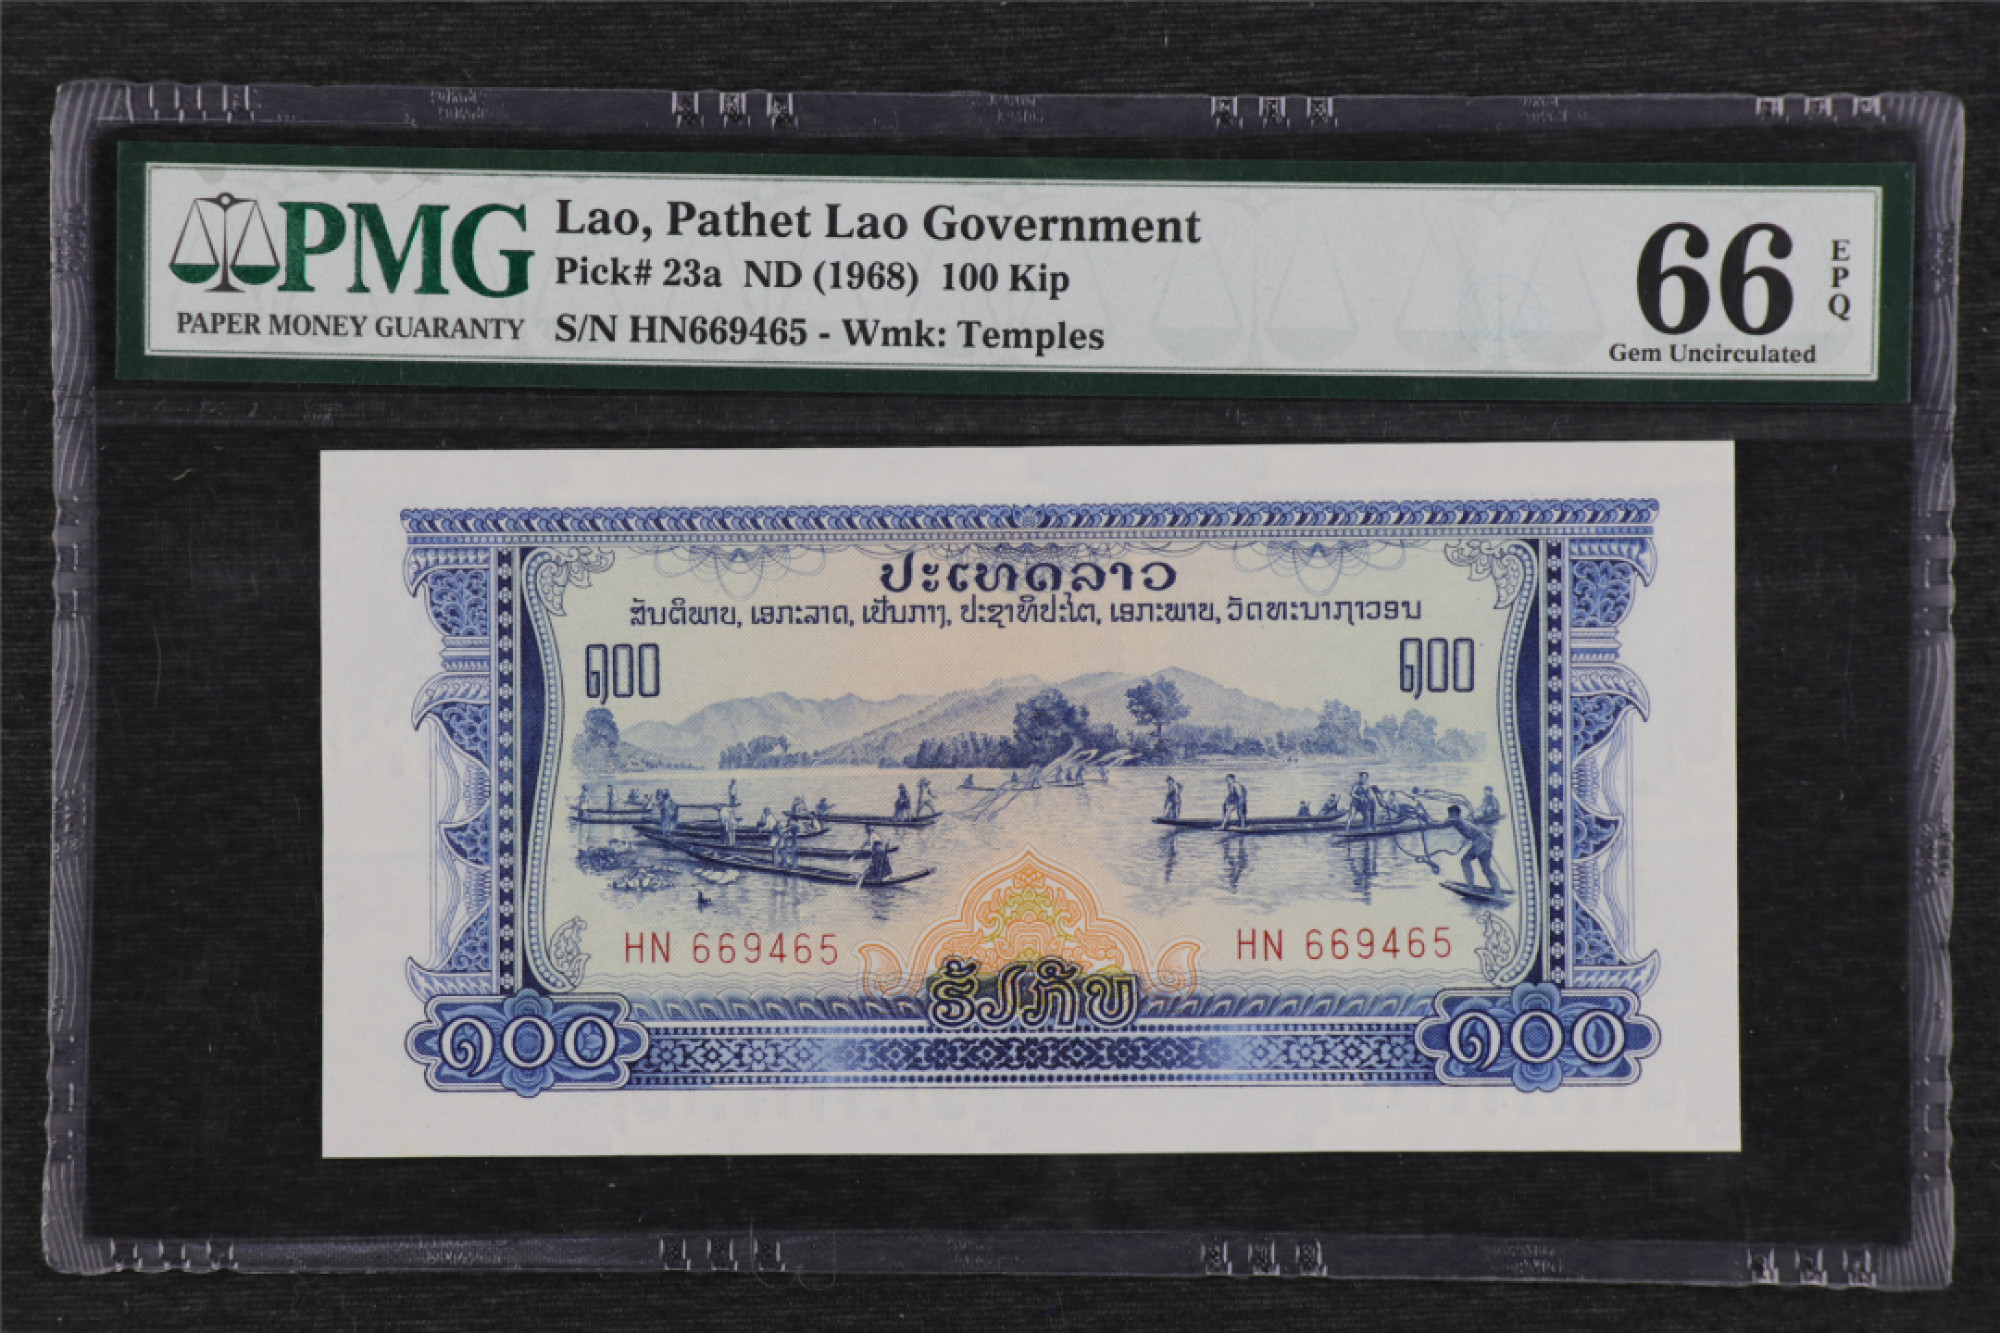 PMG
PAPER MONEY GUARANTY
Lao, Pathet Lao Government
Pick# 23a ND (1968) 100 Kip
S/N HN669465 - Wmk: Temples
66
EPQ
Gem Uncirculated
ປະເທດລາວ
ສັນຕິພາບ, ເອກະລາດ, ເປັນກາງ, ປະຊາທິປະໄຕ, ເອກະພາບ, ວັດທະນາຖາວອນ
໑໐໐ ໑໐໐
HN 669465 HN 669465
ຮ້ອຍກີບ
໑໐໐ ໑໐໐